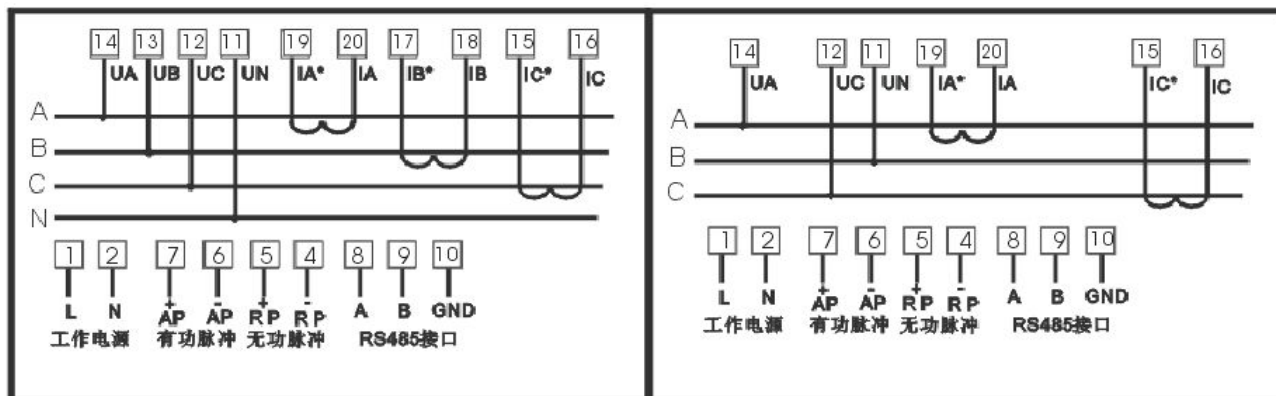 14 13 12 11 19 20 17 18 15 16
UA UB UC UN IA* IA IB* IB IC* IC
A
B
C
N
1 2 7 6 5 4 8 9 10
L N +AP -AP +RP -RP A B GND
工作电源 有功脉冲 无功脉冲 RS485接口
14 12 11 19 20 15 16
UA UC UN IA* IA IC* IC
A
B
C
1 2 7 6 5 4 8 9 10
L N +AP -AP +RP -RP A B GND
工作电源 有功脉冲 无功脉冲 RS485接口